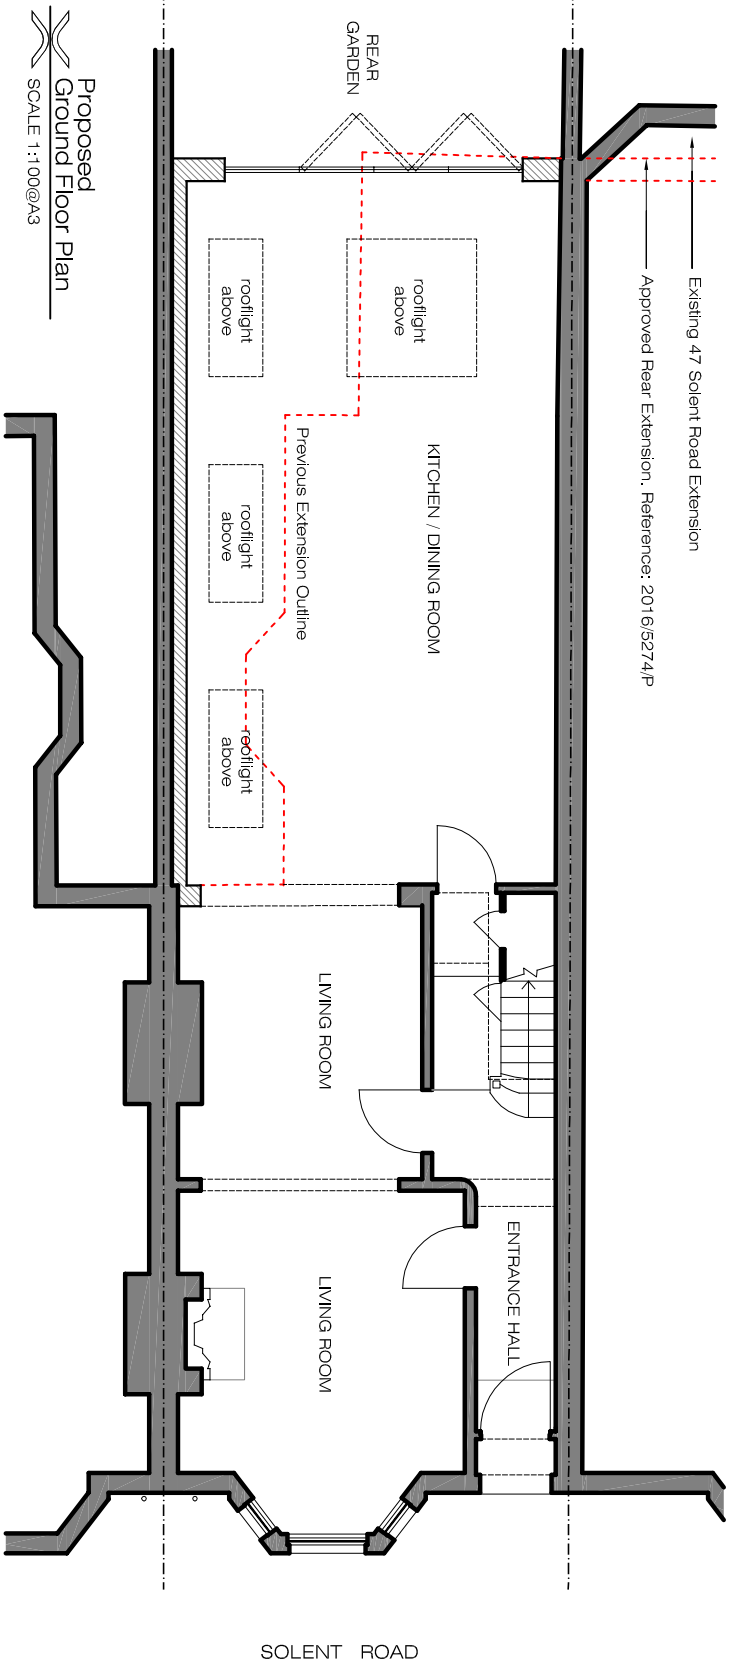 REAR
GARDEN
Proposed
Ground Floor Plan
SCALE 1:100@A3
Existing 47 Solent Road Extension
Approved Rear Extension. Reference: 2016/5274/P
rooflight
above
rooflight
above
KITCHEN / DINING ROOM
Previous Extension Outline
rooflight
above
rooflight
above
LIVING ROOM
ENTRANCE HALL
LIVING ROOM
SOLENT ROAD